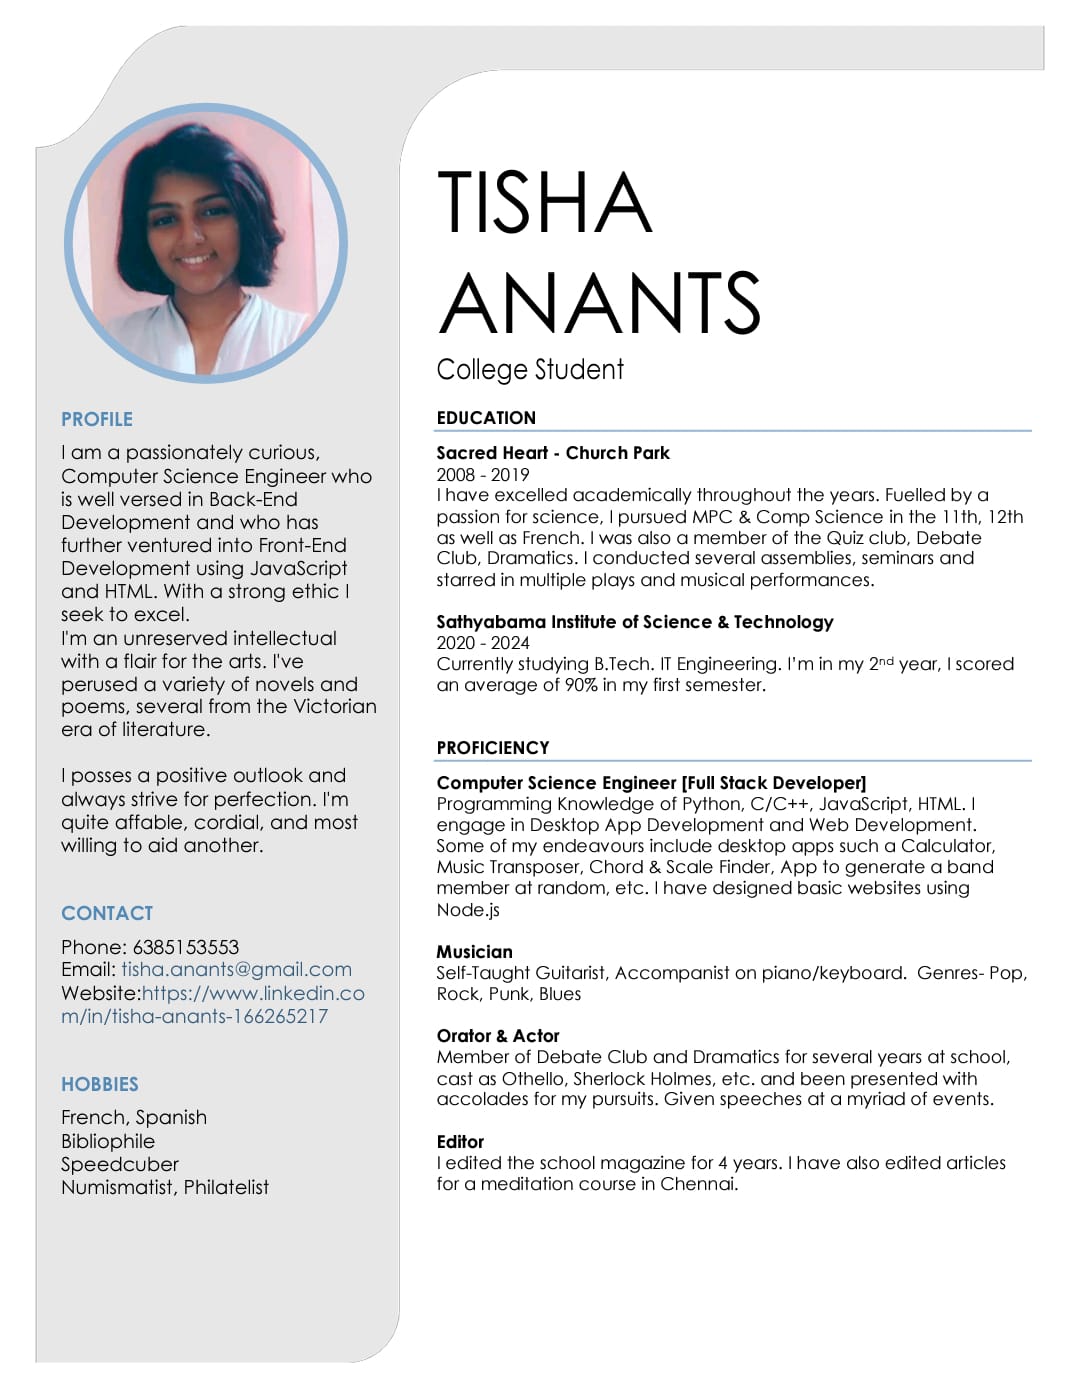 TISHA
ANANTS
College Student
PROFILE
I am a passionately curious,
Computer Science Engineer who
is well versed in Back-End
Development and who has
further ventured into Front-End
Development using JavaScript
and HTML. With a strong ethic I
seek to excel.
I'm an unreserved intellectual
with a flair for the arts. I've
perused a variety of novels and
poems, several from the Victorian
era of literature.
I posses a positive outlook and
always strive for perfection. I'm
quite affable, cordial, and most
willing to aid another.
CONTACT
Phone: 6385153553
Email: tisha.anants@gmail.com
Website:https://www.linkedin.co
m/in/tisha-anants-166265217
HOBBIES
French, Spanish
Bibliophile
Speedcuber
Numismatist, Philatelist
EDUCATION
Sacred Heart - Church Park
2008 - 2019
I have excelled academically throughout the years. Fuelled by a
passion for science, I pursued MPC & Comp Science in the 11th, 12th
as well as French. I was also a member of the Quiz club, Debate
Club, Dramatics. I conducted several assemblies, seminars and
starred in multiple plays and musical performances.
Sathyabama Institute of Science & Technology
2020 - 2024
Currently studying B.Tech. IT Engineering. I’m in my 2nd year, I scored
an average of 90% in my first semester.
PROFICIENCY
Computer Science Engineer [Full Stack Developer]
Programming Knowledge of Python, C/C++, JavaScript, HTML. I
engage in Desktop App Development and Web Development.
Some of my endeavours include desktop apps such a Calculator,
Music Transposer, Chord & Scale Finder, App to generate a band
member at random, etc. I have designed basic websites using
Node.js
Musician
Self-Taught Guitarist, Accompanist on piano/keyboard.  Genres- Pop,
Rock, Punk, Blues
Orator & Actor
Member of Debate Club and Dramatics for several years at school,
cast as Othello, Sherlock Holmes, etc. and been presented with
accolades for my pursuits. Given speeches at a myriad of events.
Editor
I edited the school magazine for 4 years. I have also edited articles
for a meditation course in Chennai.